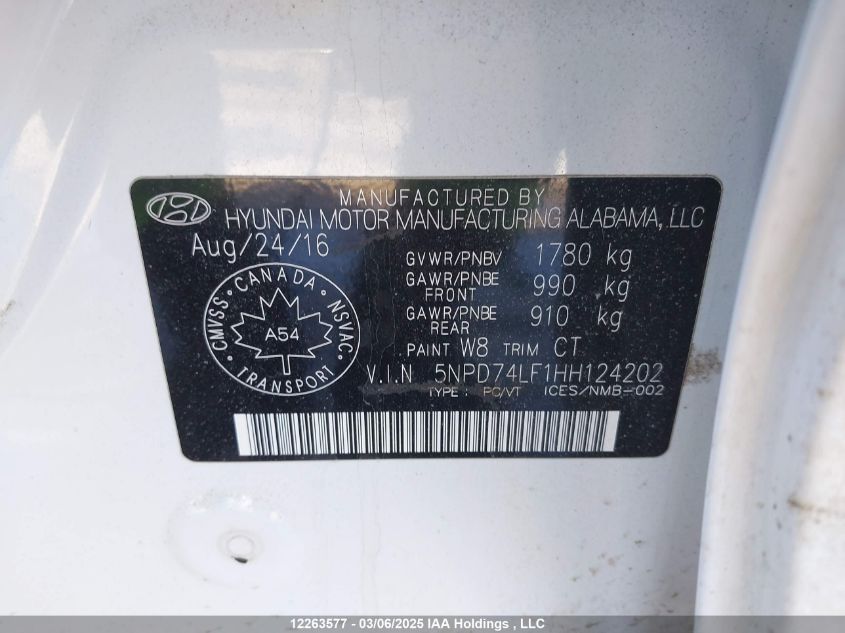 MANUFACTURED BY
HYUNDAI MOTOR MANUFACTURING ALABAMA, LLC
Aug/24/16
GVWR/PNBV 1780 kg
GAWR/PNBE FRONT 990 kg
GAWR/PNBE REAR 910 kg
CANADA
CMVSS
NSVAC
A54
TRANSPORT
PAINT W8 TRIM CT
V.I.N 5NPD74LF1HH124202
TYPE : PC/VT ICES/NMB-002
12263577 - 03/06/2025 IAA Holdings , LLC